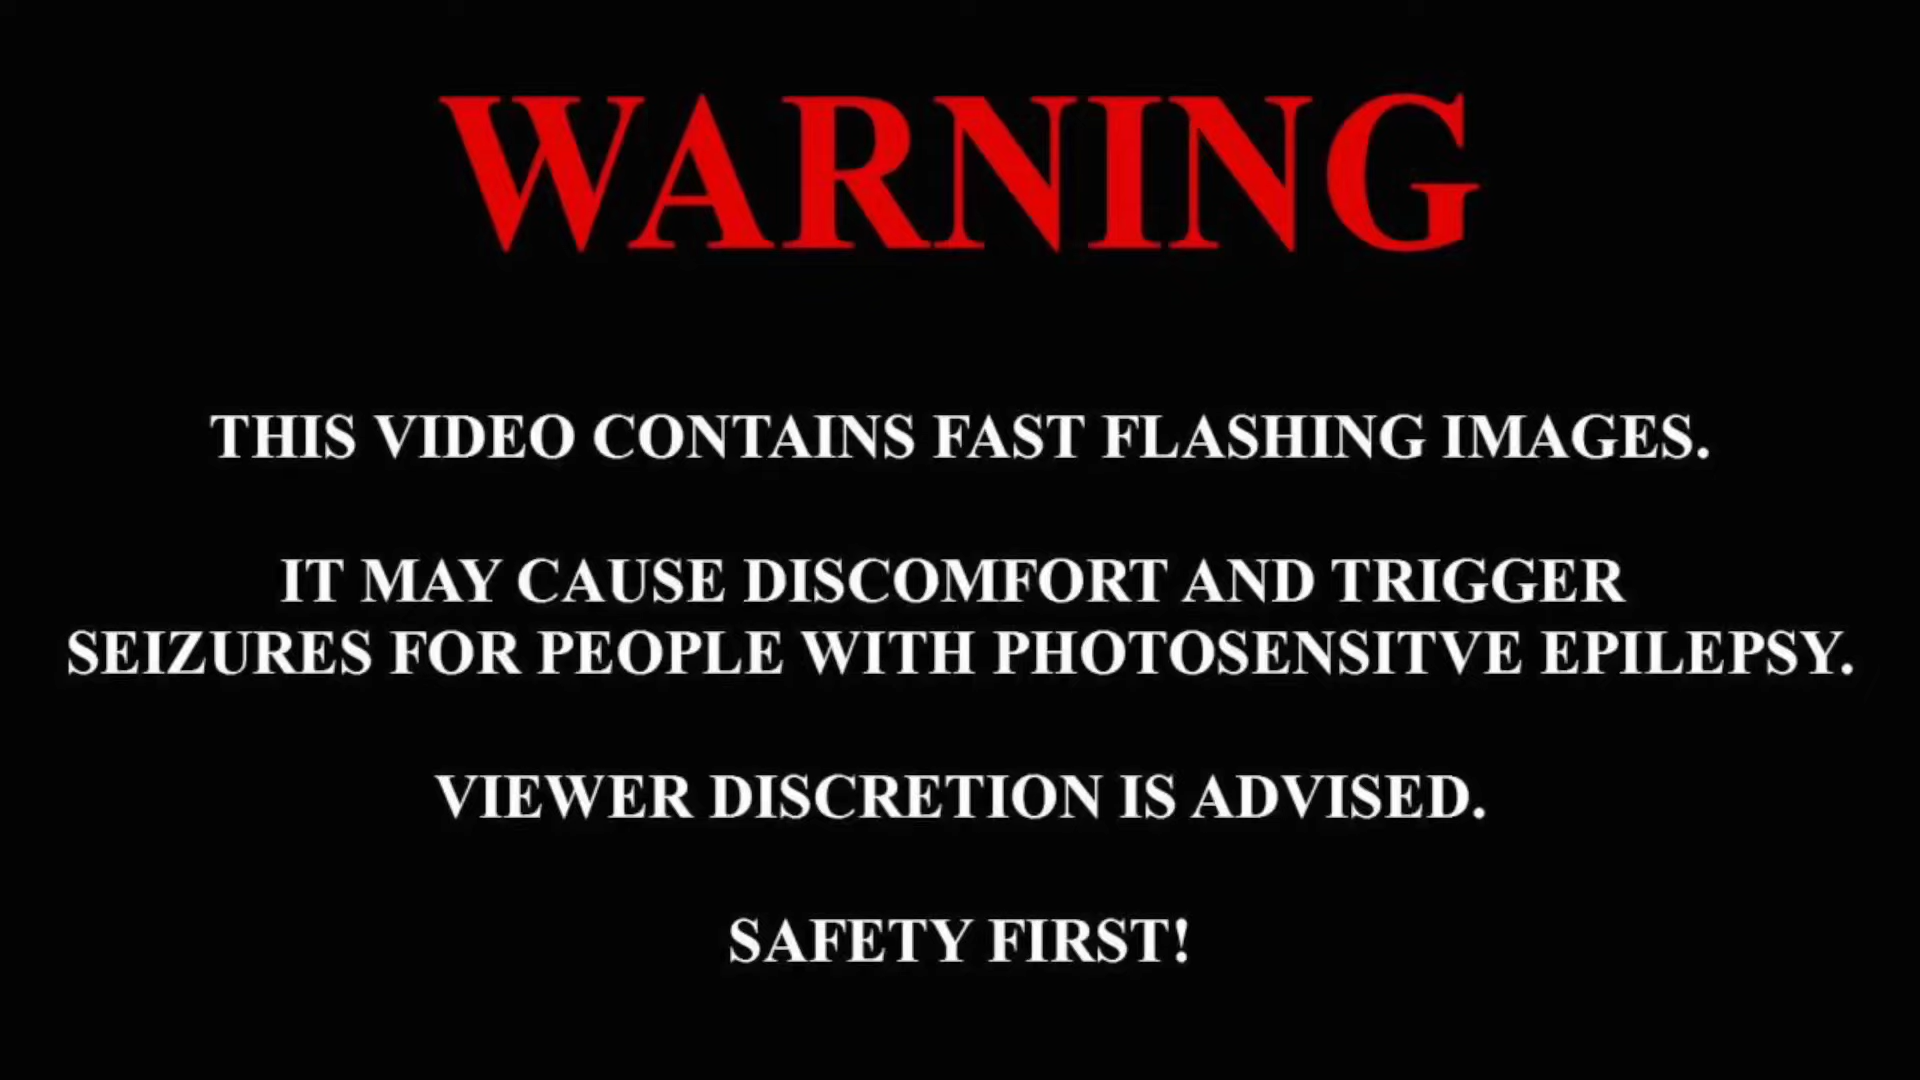 WARNING
THIS VIDEO CONTAINS FAST FLASHING IMAGES.
IT MAY CAUSE DISCOMFORT AND TRIGGER
SEIZURES FOR PEOPLE WITH PHOTOSENSITVE EPILEPSY.
VIEWER DISCRETION IS ADVISED.
SAFETY FIRST!